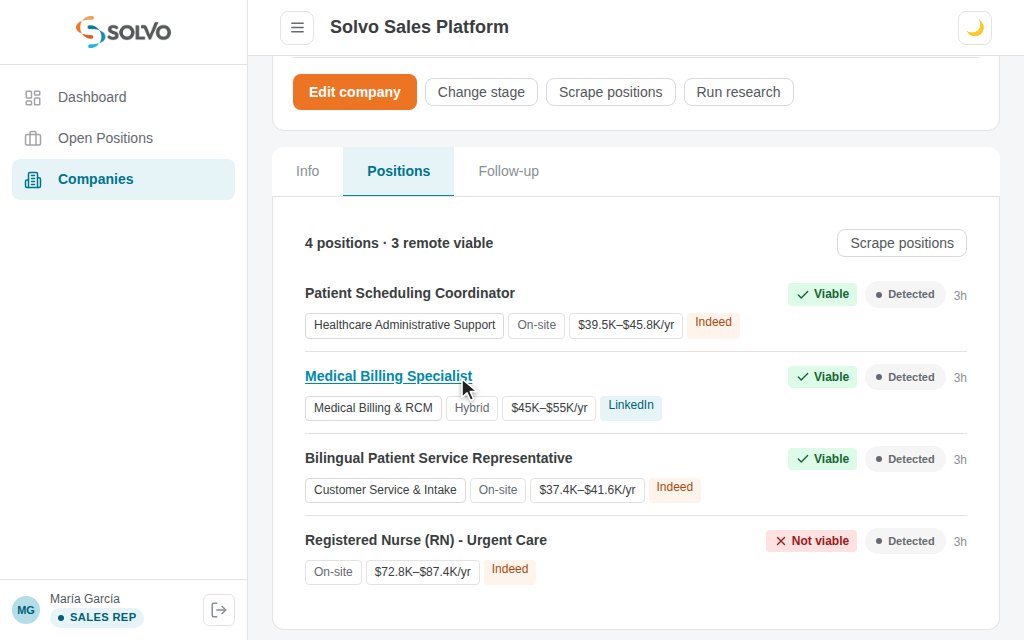 SOLVO
Solvo Sales Platform
Dashboard
Open Positions
Companies
Edit company
Change stage
Scrape positions
Run research
Info
Positions
Follow-up
4 positions · 3 remote viable
Scrape positions
Patient Scheduling Coordinator
Viable
Detected
3h
Healthcare Administrative Support
On-site
$39.5K–$45.8K/yr
Indeed
Medical Billing Specialist
Viable
Detected
3h
Medical Billing & RCM
Hybrid
$45K–$55K/yr
LinkedIn
Bilingual Patient Service Representative
Viable
Detected
3h
Customer Service & Intake
On-site
$37.4K–$41.6K/yr
Indeed
Registered Nurse (RN) - Urgent Care
Not viable
Detected
3h
On-site
$72.8K–$87.4K/yr
Indeed
MG
María García
SALES REP